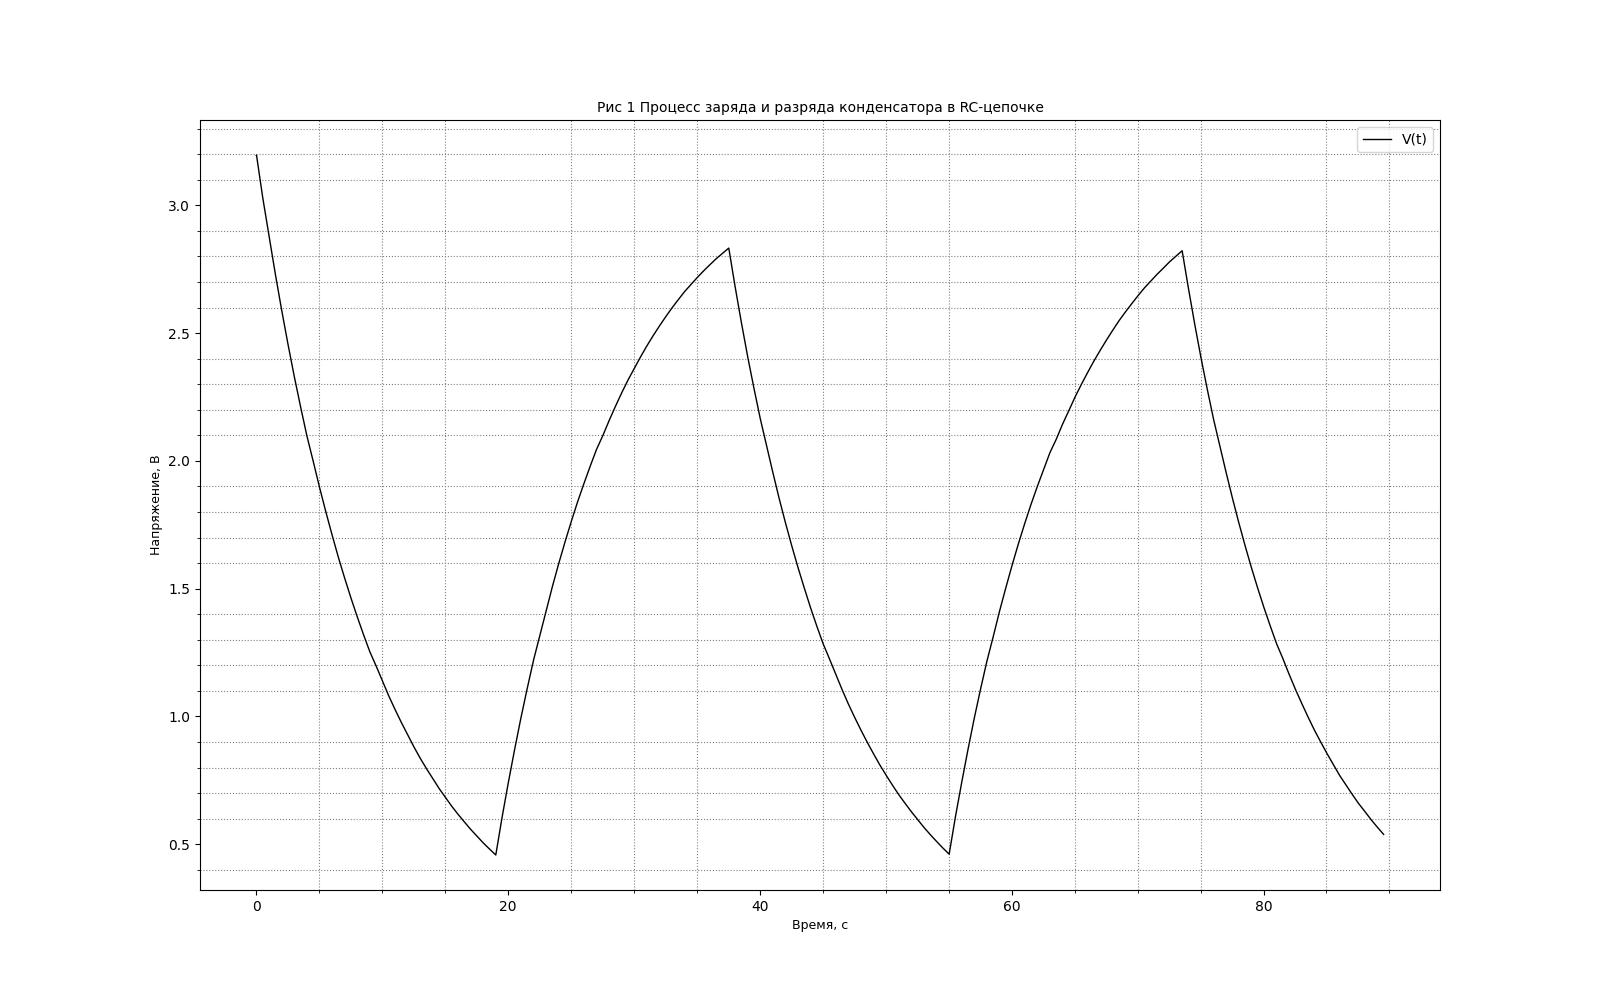 Рис 1 Процесс заряда и разряда конденсатора в RC-цепочке
V(t)
3.0
2.5
2.0
1.5
1.0
0.5
Напряжение, В
0 20 40 60 80
Время, с